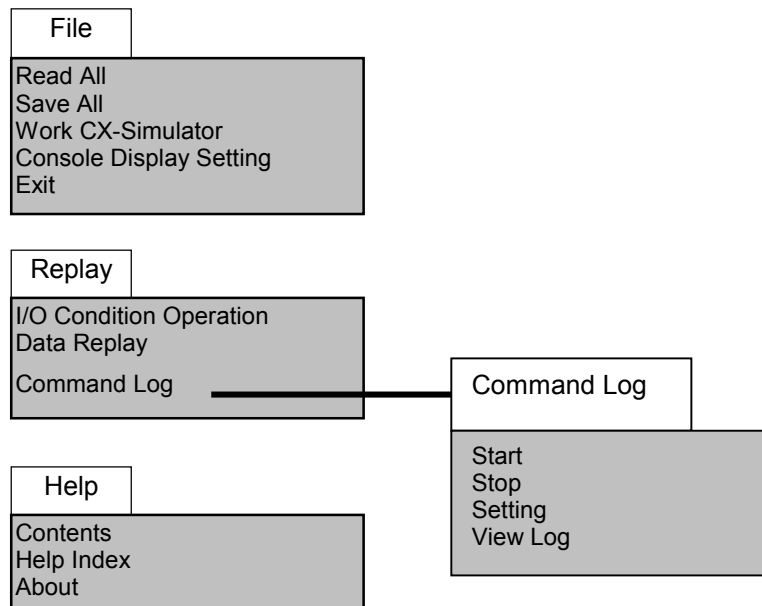 File
Read All
Save All
Work CX-Simulator
Console Display Setting
Exit
Replay
I/O Condition Operation
Data Replay
Command Log
Command Log
Start
Stop
Setting
View Log
Help
Contents
Help Index
About